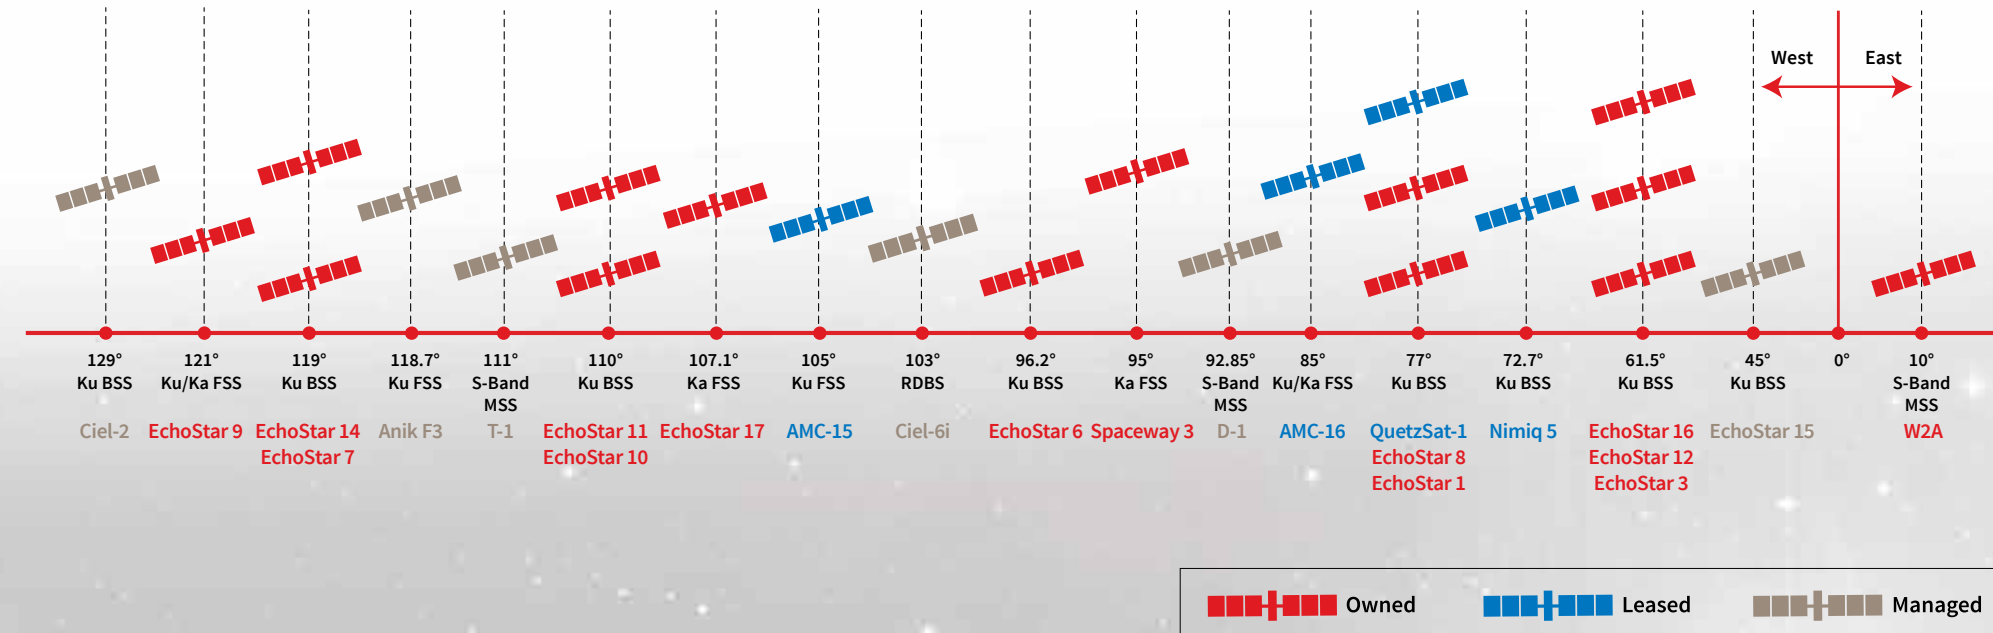 West East
129° 121° 119° 118.7° 111° 110° 107.1° 105° 103° 96.2° 95° 92.85° 85° 77° 72.7° 61.5° 45° 0° 10°
Ku BSS Ku/Ka FSS Ku BSS Ku FSS S-Band Ku BSS Ka FSS Ku FSS RDBS Ku BSS Ka FSS S-Band Ku/Ka FSS Ku BSS Ku BSS Ku BSS Ku BSS S-Band
MSS MSS MSS
Ciel-2 EchoStar 9 EchoStar 14 Anik F3 T-1 EchoStar 11 EchoStar 17 AMC-15 Ciel-6i EchoStar 6 Spaceway 3 D-1 AMC-16 QuetzSat-1 Nimiq 5 EchoStar 16 EchoStar 15 W2A
EchoStar 7 EchoStar 10 EchoStar 8 EchoStar 12
EchoStar 1 EchoStar 3
Owned Leased Managed